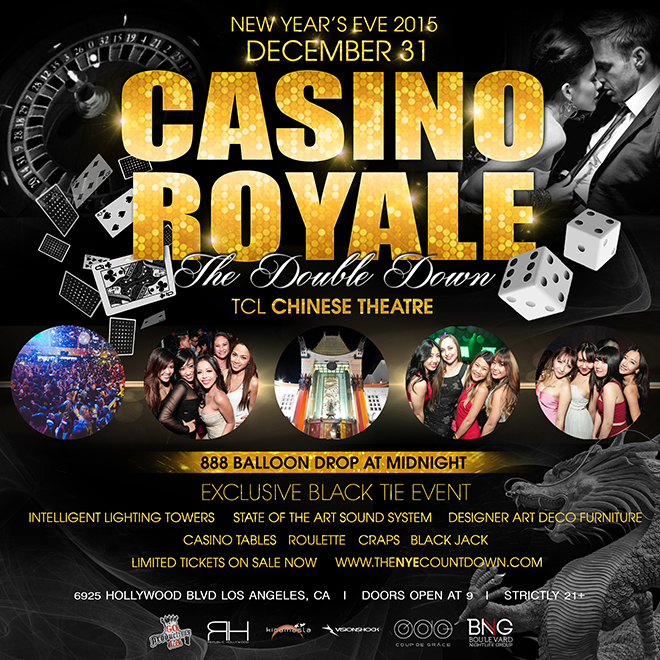 NEW YEAR'S EVE 2015
DECEMBER 31
CASINO
ROYALE
The Double Down
TCL CHINESE THEATRE
888 BALLOON DROP AT MIDNIGHT
EXCLUSIVE BLACK TIE EVENT
INTELLIGENT LIGHTING TOWERS STATE OF THE ART SOUND SYSTEM DESIGNER ART DECO FURNITURE
CASINO TABLES ROULETTE CRAPS BLACK JACK
LIMITED TICKETS ON SALE NOW WWW.THENYECOUNTDOWN.COM
6925 HOLLYWOOD BLVD LOS ANGELES, CA | DOORS OPEN AT 9 | STRICTLY 21+
RH
kinomania
VISIONSHOCK
COUP DE GRACE
BNG
BOULEVARD
NIGHTLIFE GROUP